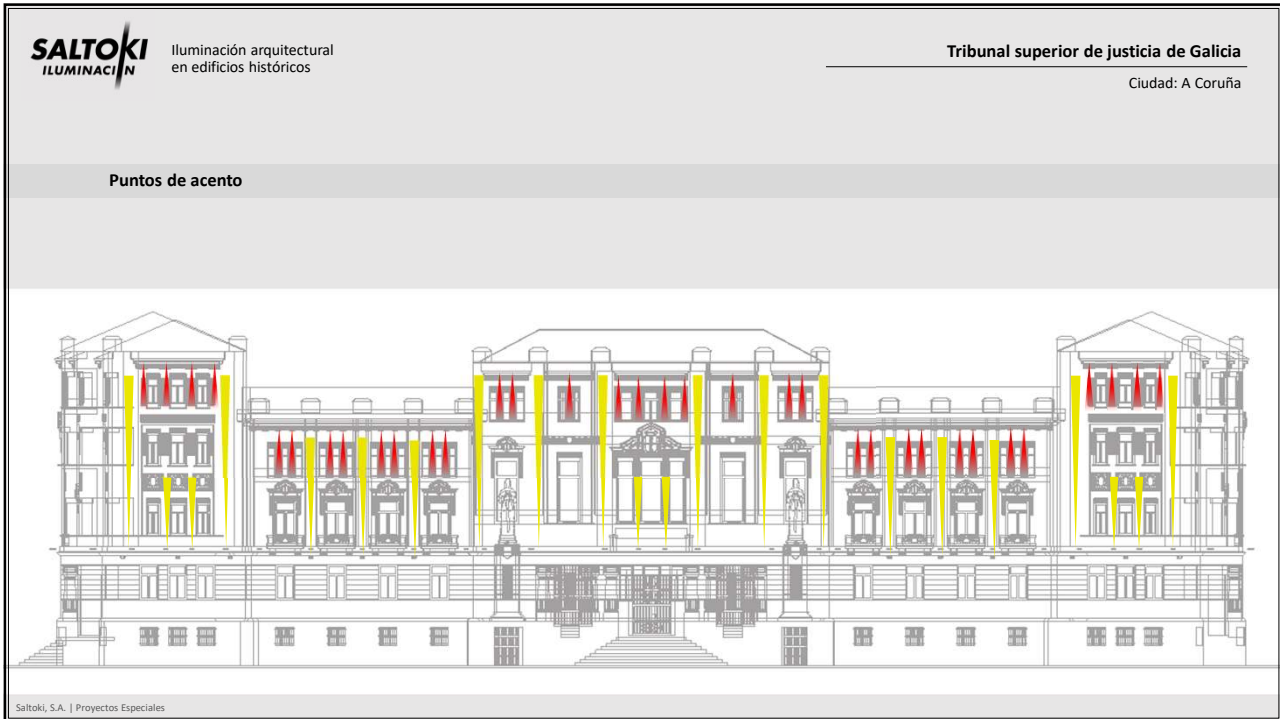 SALTOKI
ILUMINACIÓN
Iluminación arquitectural
en edificios históricos
Tribunal superior de justicia de Galicia
Ciudad: A Coruña
Puntos de acento
Saltoki, S.A. | Proyectos Especiales